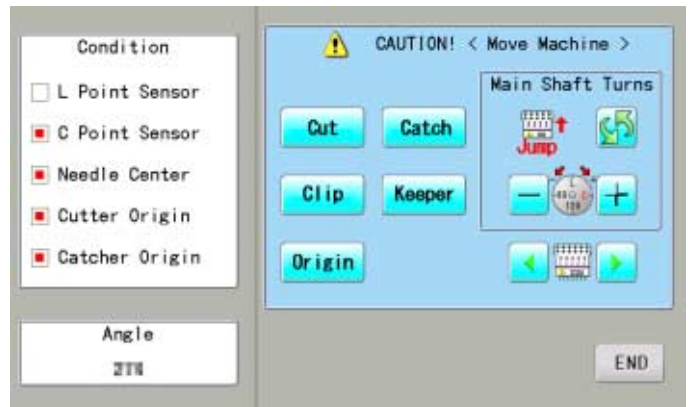 Condition
L Point Sensor
C Point Sensor
Needle Center
Cutter Origin
Catcher Origin
Angle
CAUTION! < Move Machine >
Main Shaft Turns
Cut
Catch
Jump
Clip
Keeper
L
Origin
END